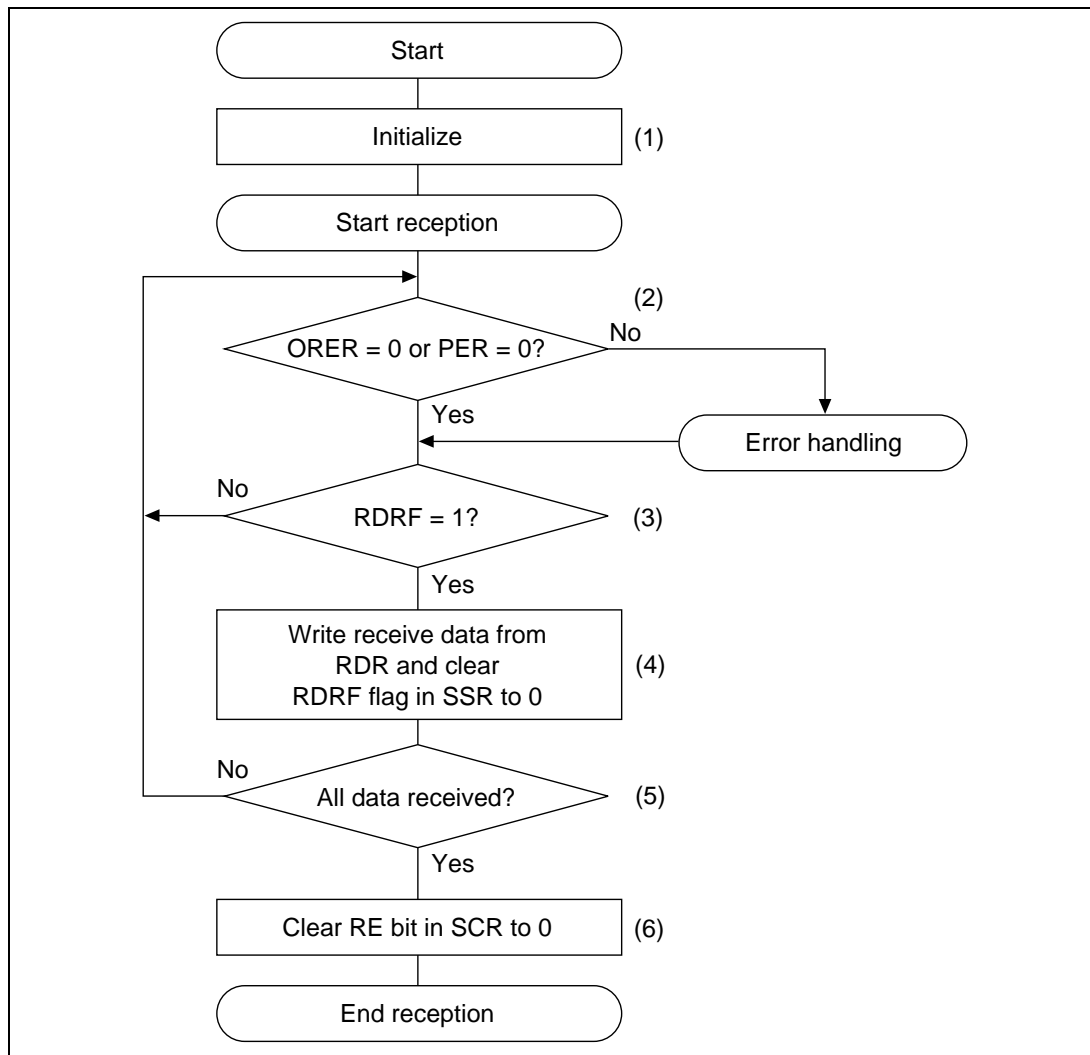 Start
Initialize
(1)
Start reception
(2)
ORER = 0 or PER = 0?
No
Yes
Error handling
No
RDRF = 1?
(3)
Yes
Write receive data from
RDR and clear
RDRF flag in SSR to 0
(4)
No
All data received?
(5)
Yes
Clear RE bit in SCR to 0
(6)
End reception